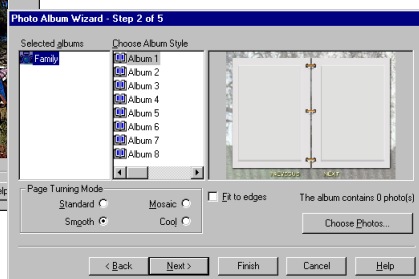 Photo Album Wizard - Step 2 of 5
Selected albums
Choose Album Style
Family
Album 1
Album 2
Album 3
Album 4
Album 5
Album 6
Album 7
Album 8
PREVIOUS NEXT
Page Turning Mode
Standard
Mosaic
Smooth
Cool
Fit to edges
The album contains 0 photo(s)
Choose Photos...
< Back
Next >
Finish
Cancel
Help